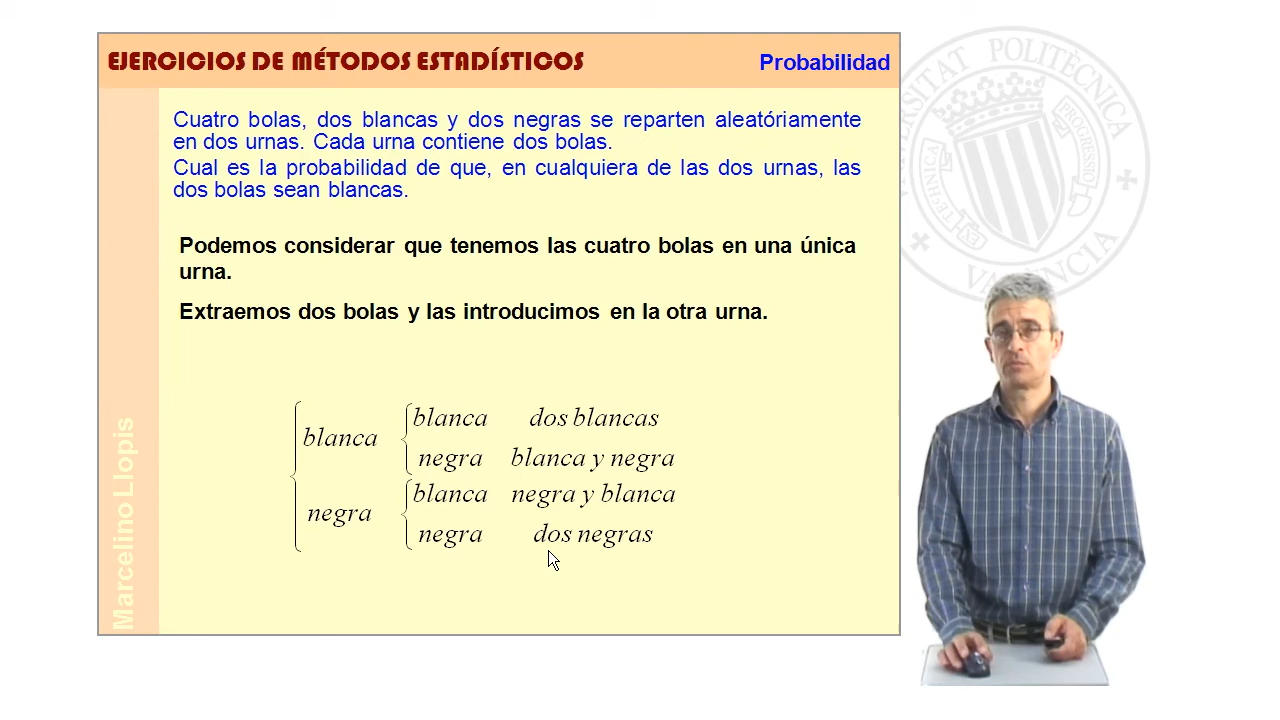 EJERCICIOS DE MÉTODOS ESTADÍSTICOS
Probabilidad
Cuatro bolas, dos blancas y dos negras se reparten aleatóriamente
en dos urnas. Cada urna contiene dos bolas.
Cual es la probabilidad de que, en cualquiera de las dos urnas, las
dos bolas sean blancas.
Podemos considerar que tenemos las cuatro bolas en una única
urna.
Extraemos dos bolas y las introducimos en la otra urna.
blanca
blanca dos blancas
negra blanca y negra
negra
blanca negra y blanca
negra dos negras
Marcelino Llopis
POLITÈCNICA